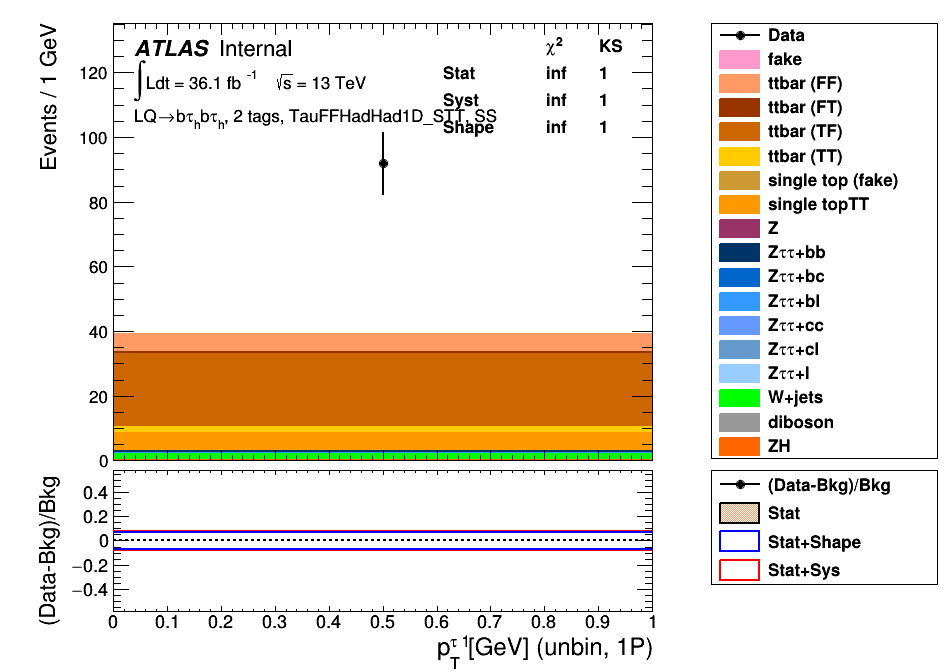 Events / 1 GeV
ATLAS Internal
∫Ldt = 36.1 fb⁻¹ √s = 13 TeV
LQ→bτₕbτₕ, 2 tags, TauFFHadHad1D_STT, SS
χ² KS
Stat inf 1
Syst inf 1
Shape inf 1
120
100
80
60
40
20
0
Data
fake
ttbar (FF)
ttbar (FT)
ttbar (TF)
ttbar (TT)
single top (fake)
single topTT
Z
Zττ+bb
Zττ+bc
Zττ+bl
Zττ+cc
Zττ+cl
Zττ+l
W+jets
diboson
ZH
(Data-Bkg)/Bkg
0.4
0.2
0
−0.2
−0.4
0 0.1 0.2 0.3 0.4 0.5 0.6 0.7 0.8 0.9 1
p_T^τ1[GeV] (unbin, 1P)
(Data-Bkg)/Bkg
Stat
Stat+Shape
Stat+Sys